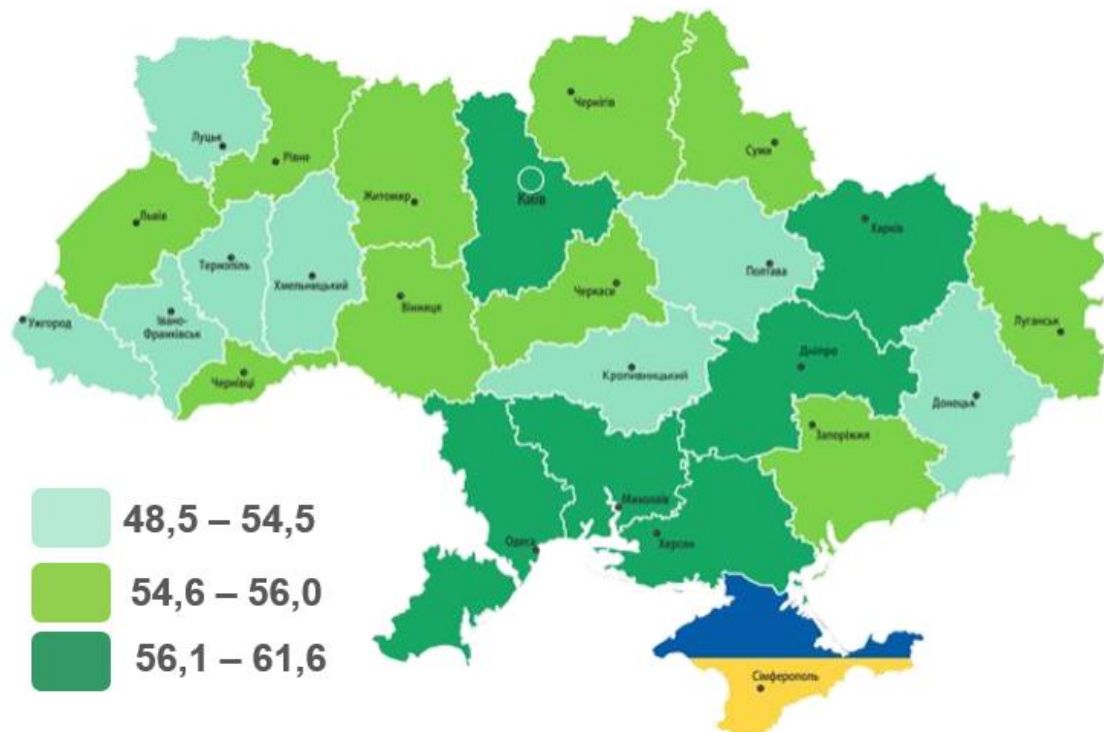 Чернігів
Луцьк
Рівне
Суми
Київ
Житомир
Львів
Харків
Тернопіль
Полтава
Хмельницький
Черкаси
Вінниця
Ужгород
Івано-
Франківськ
Луганськ
Чернівці
Кропивницький
Дніпро
Донецьк
Запоріжжя
Миколаїв
Одеса
Херсон
Сімферополь
48,5 – 54,5
54,6 – 56,0
56,1 – 61,6